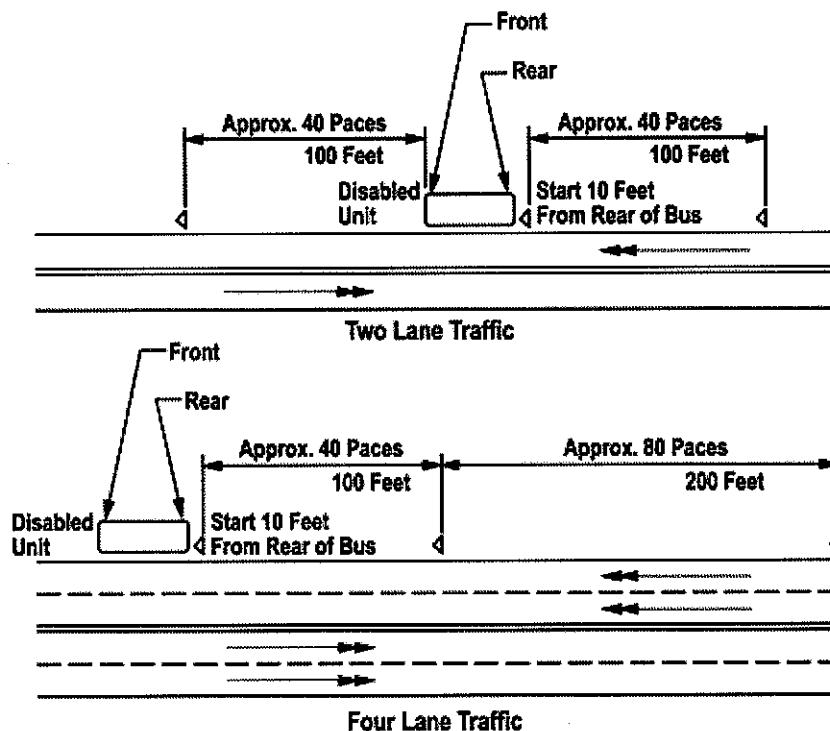 Front
Rear
Approx. 40 Paces
100 Feet
Approx. 40 Paces
100 Feet
Disabled
Unit
Start 10 Feet
From Rear of Bus
Two Lane Traffic
Front
Rear
Approx. 40 Paces
100 Feet
Approx. 80 Paces
200 Feet
Disabled
Unit
Start 10 Feet
From Rear of Bus
Four Lane Traffic